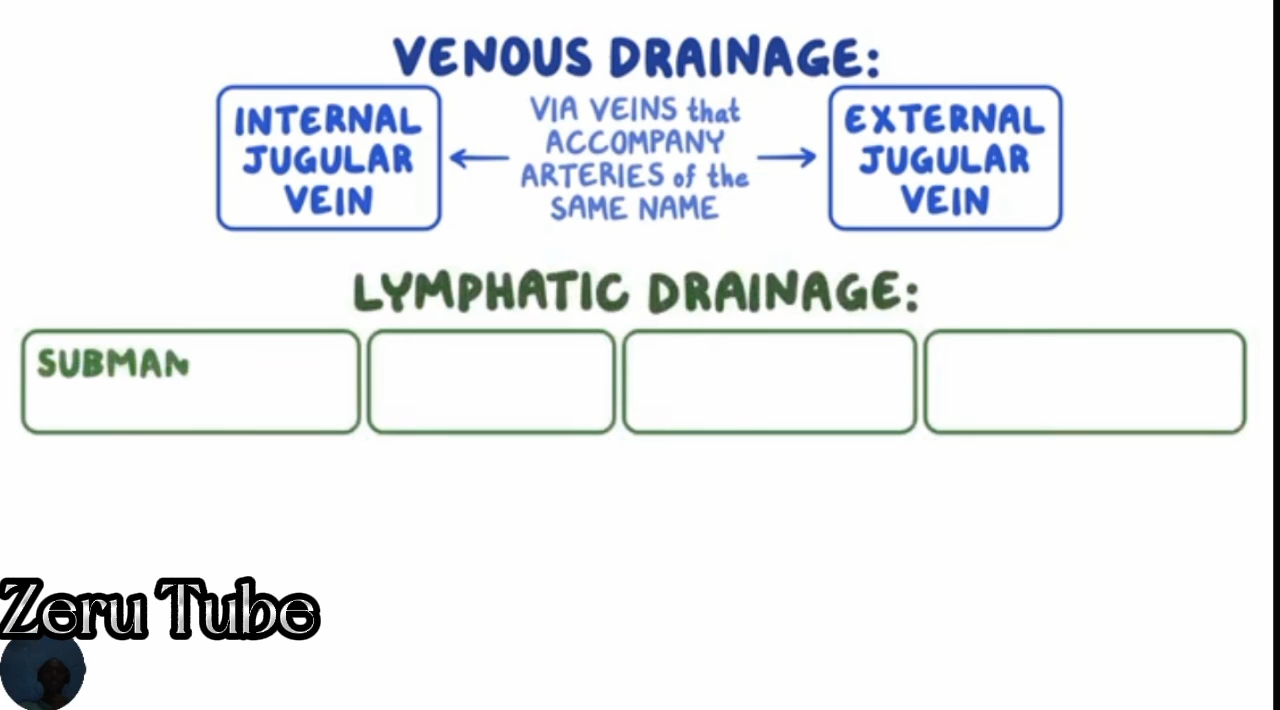 VENOUS DRAINAGE:
INTERNAL
JUGULAR
VEIN
VIA VEINS that
ACCOMPANY
ARTERIES of the
SAME NAME
EXTERNAL
JUGULAR
VEIN
LYMPHATIC DRAINAGE:
SUBMAN
Zeru Tube